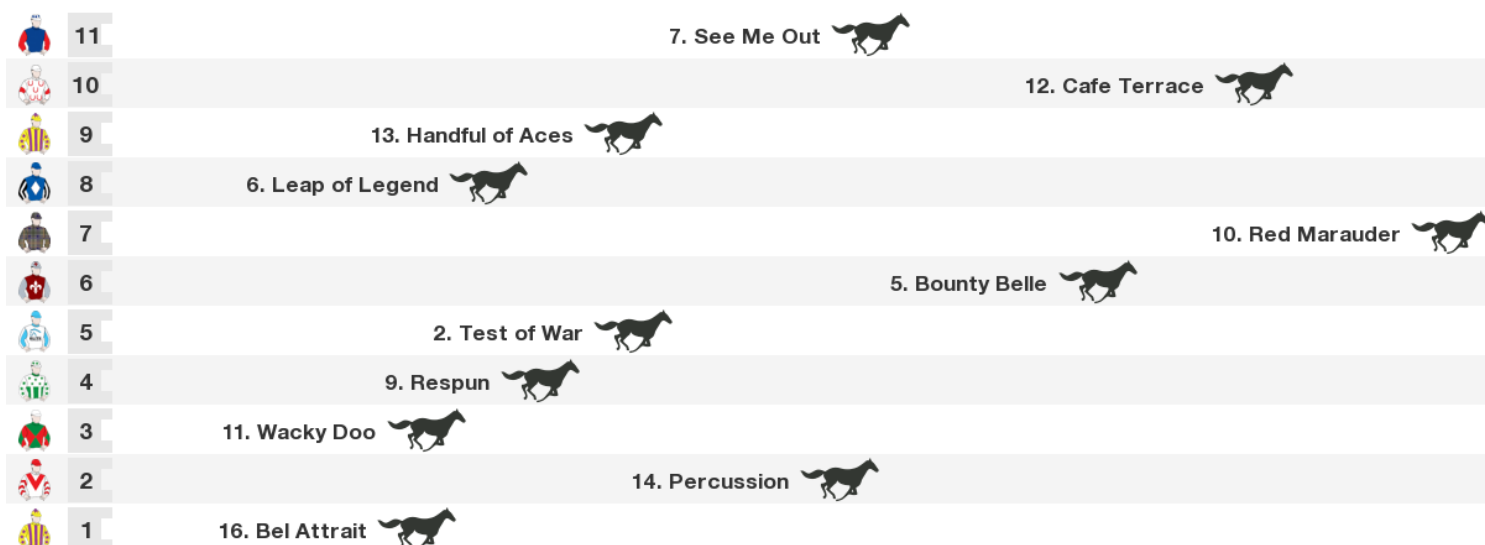 11 7. See Me Out
10 12. Cafe Terrace
9 13. Handful of Aces
8 6. Leap of Legend
7 10. Red Marauder
6 5. Bounty Belle
5 2. Test of War
4 9. Respun
3 11. Wacky Doo
2 14. Percussion
1 16. Bel Attrait